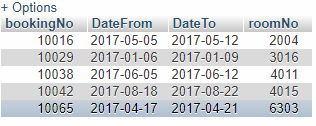 + Options
bookingNo DateFrom DateTo roomNo
10016 2017-05-05 2017-05-12 2004
10029 2017-01-06 2017-01-09 3016
10038 2017-06-05 2017-06-12 4011
10042 2017-08-18 2017-08-22 4015
10065 2017-04-17 2017-04-21 6303